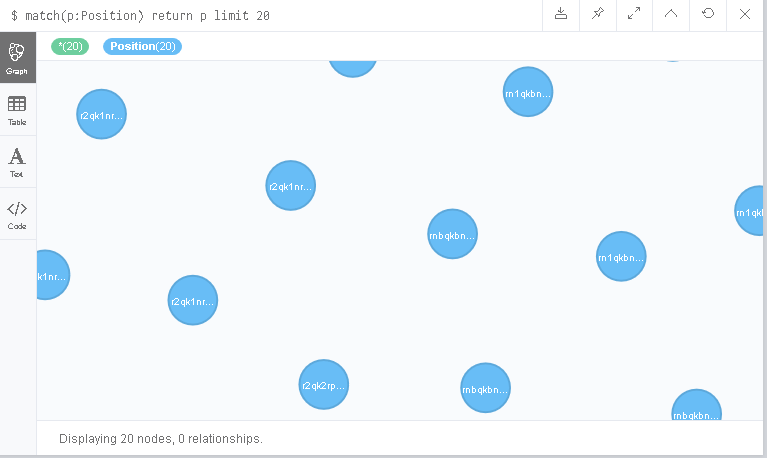 $ match(p:Position) return p limit 20
*(20) Position(20)
Graph
Table
Text
Code
rn1qkbn...
r2qk1nr...
r2qk1nr...
rn1qk
rnbqkbn...
rn1qkbn...
k1nr...
r2qk1nr...
r2qk2rp...
rnbqkbn...
rnbqkbn...
Displaying 20 nodes, 0 relationships.